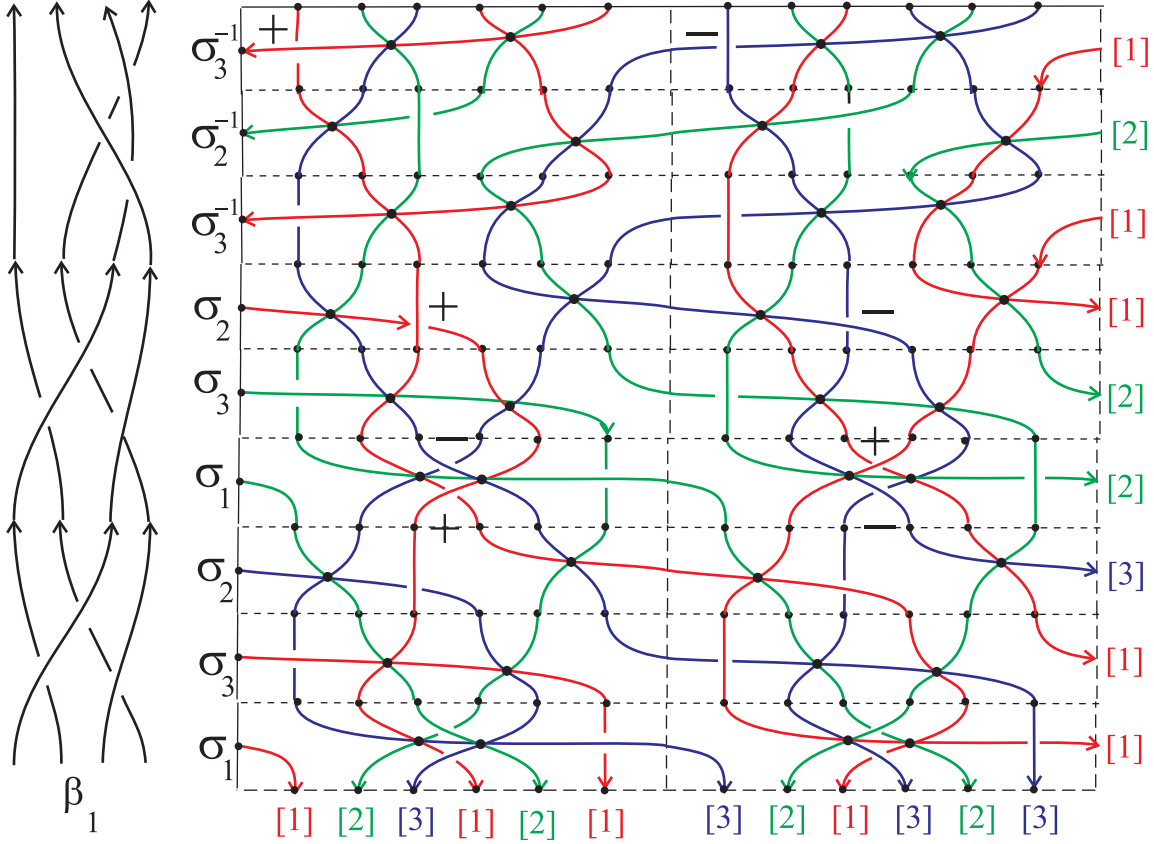 + −
σ₃⁻¹ [1]
σ₂⁻¹ [2]
σ₃⁻¹ [1]
σ₂ + − [1]
σ₃ [2]
− +
σ₁ [2]
+ −
σ₂ [3]
σ₃ [1]
σ₁ [1]
β₁
[1] [2] [3] [1] [2] [1] [3] [2] [1] [3] [2] [3]